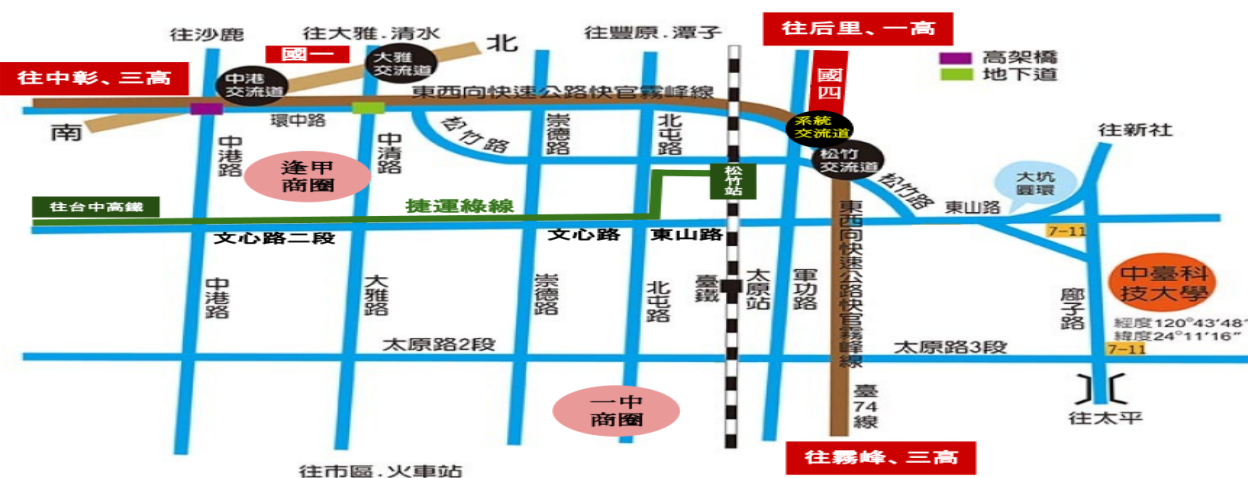 往沙鹿
往大雅.清水
國一
北
往豐原.潭子
往后里、一高
高架橋
地下道
往中彰、三高
中港
交流道
大雅
交流道
國四
東西向快速公路快官霧峰線
南
環中路
系統
交流道
往新社
中港路
中清路
松竹路
崇德路
北屯路
松竹
交流道
逢甲
商圈
松竹站
松竹路
大坑
圓環
往台中高鐵
捷運綠線
東山路
文心路二段
文心路
東山路
7-11
東西向快速公路快官霧峰線
中港路
大雅路
崇德路
北屯路
臺鐵
太原站
軍功路
廍子路
中臺科
技大學
經度120°43'48"
緯度24°11'16"
太原路2段
太原路3段
7-11
一中
商圈
臺74線
往太平
往霧峰、三高
往市區.火車站